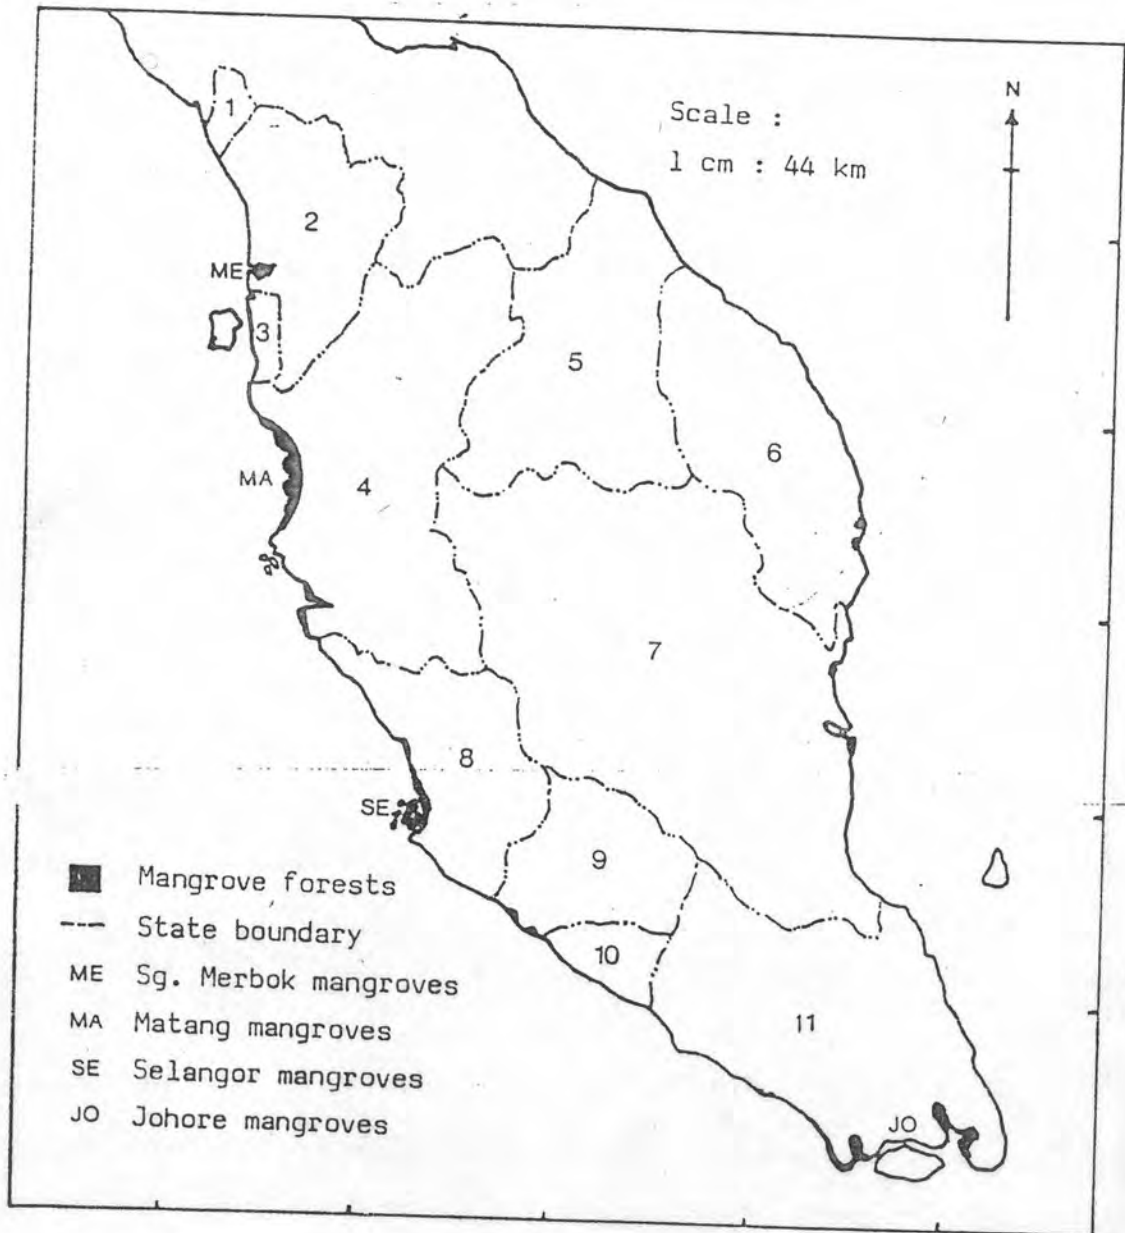 N
Scale :
1 cm : 44 km
1
2
ME
3
5
6
MA
4
7
8
SE
9
10
11
JO
Mangrove forests
State boundary
ME Sg. Merbok mangroves
MA Matang mangroves
SE Selangor mangroves
JO Johore mangroves